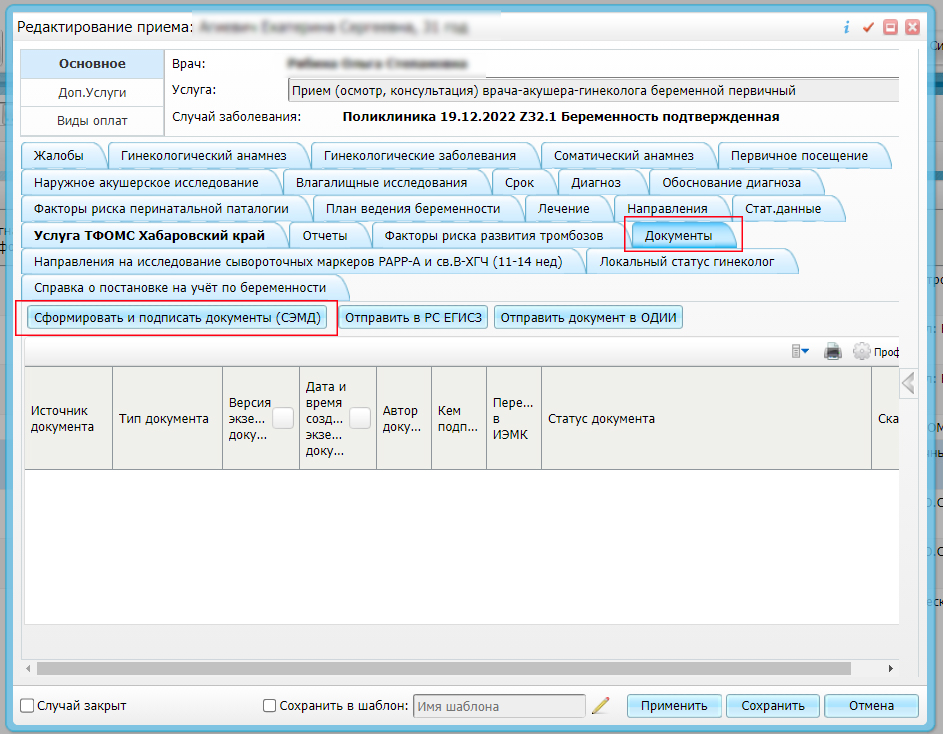 Редактирование приема:
Основное
Доп.Услуги
Виды оплат
Врач:
Услуга: Прием (осмотр, консультация) врача-акушера-гинеколога беременной первичный
Случай заболевания: Поликлиника 19.12.2022 Z32.1 Беременность подтвержденная
Жалобы Гинекологический анамнез Гинекологические заболевания Соматический анамнез Первичное посещение
Наружное акушерское исследование Влагалищные исследования Срок Диагноз Обоснование диагноза
Факторы риска перинатальной паталогии План ведения беременности Лечение Направления Стат.данные
Услуга ТФОМС Хабаровский край Отчеты Факторы риска развития тромбозов Документы
Направления на исследование сывороточных маркеров PAPP-A и св.B-ХГЧ (11-14 нед) Локальный статус гинеколог
Справка о постановке на учёт по беременности
Сформировать и подписать документы (СЭМД) Отправить в РС ЕГИСЗ Отправить документ в ОДИИ
Проф
Источник документа
Тип документа
Версия экзе... доку...
Дата и время созд... экзе... доку...
Автор доку...
Кем подп...
Пере... в ИЭМК
Статус документа
Ска
Случай закрыт Сохранить в шаблон: Имя шаблона Применить Сохранить Отмена